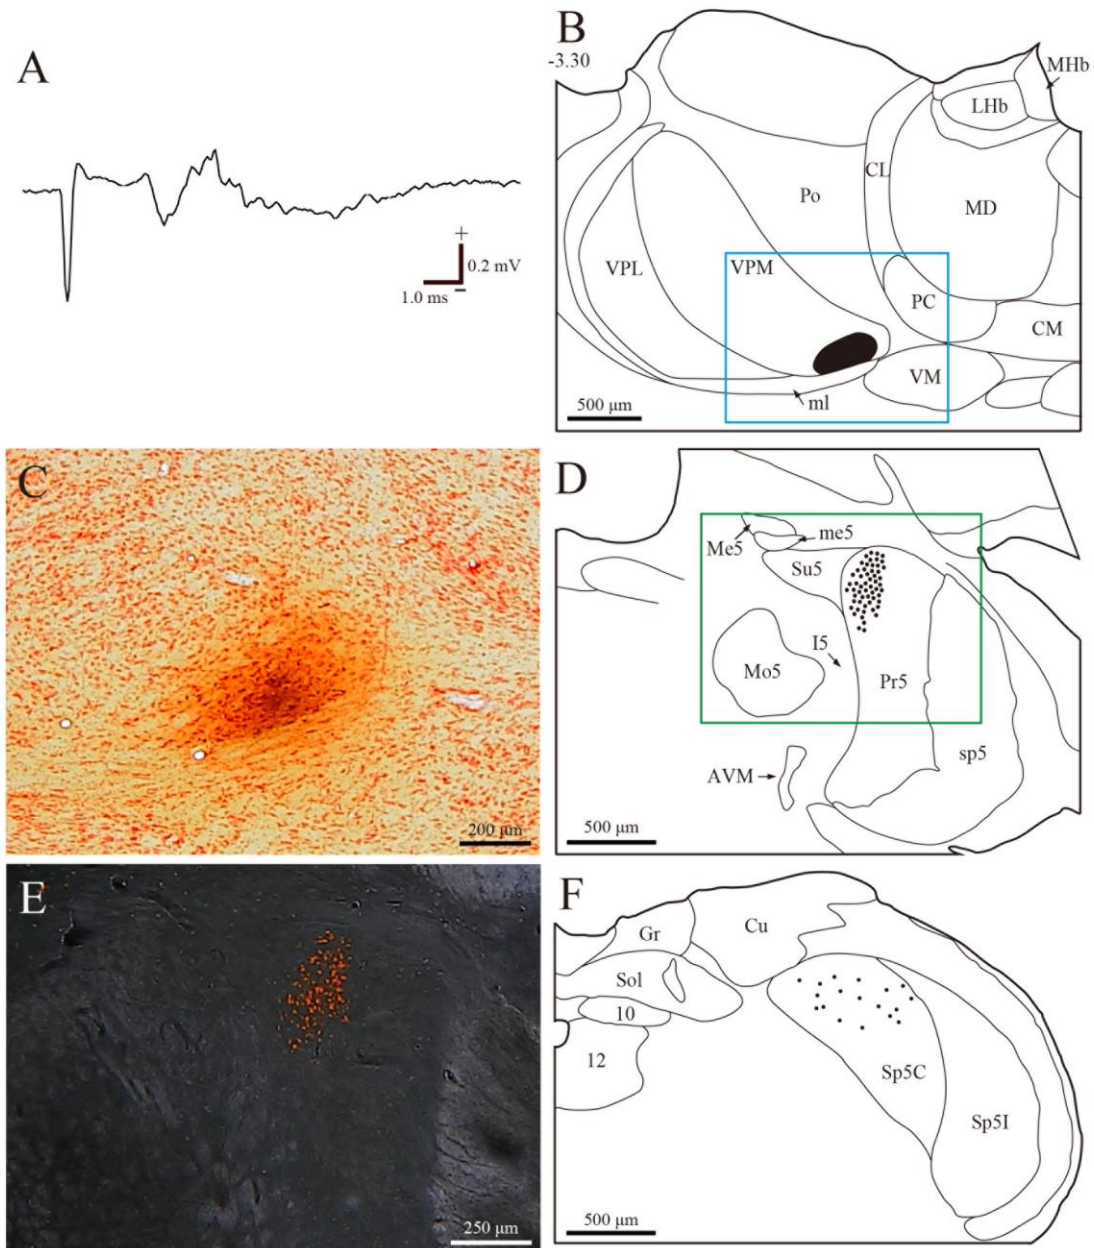 A
+
0.2 mV
1.0 ms
−
B
-3.30
MHb
LHb
CL
Po
MD
VPL
VPM
PC
CM
VM
ml
500 μm
C
200 μm
D
Me5
me5
Su5
I5
Mo5
Pr5
sp5
AVM
500 μm
E
250 μm
F
Cu
Gr
Sol
10
12
Sp5C
Sp5I
500 μm